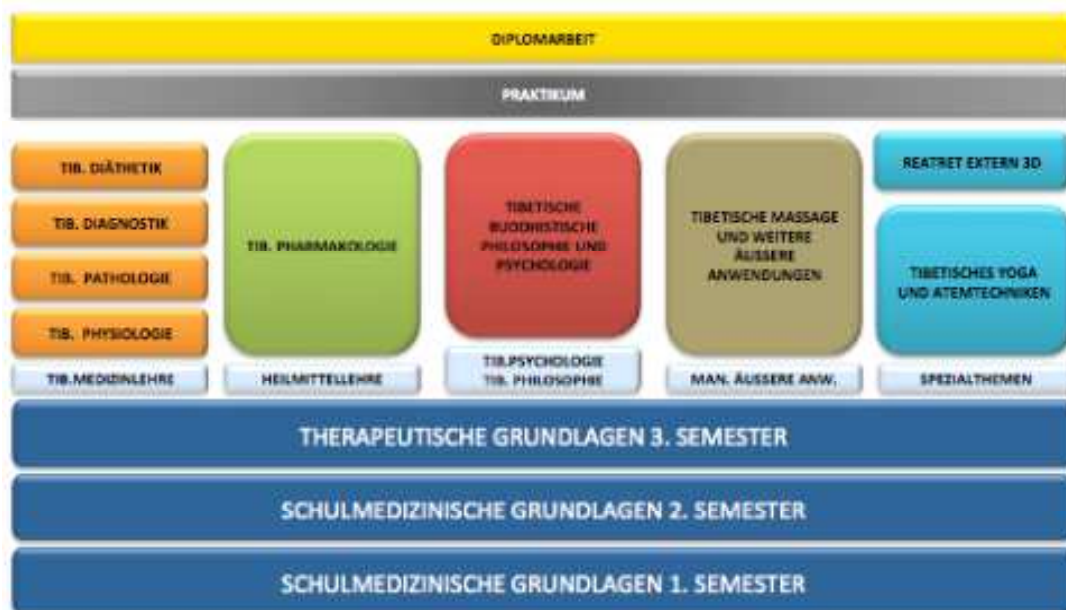 DIPLOMARBEIT
PRAKTIKUM
TIB. DIÄTHETIK
TIB. DIAGNOSTIK
TIB. PATHOLOGIE
TIB. PHYSIOLOGIE
TIB.MEDIZINLEHRE
TIB. PHARMAKOLOGIE
HEILMITTELLEHRE
TIBETISCHE
BUDDHISTISCHE
PHILOSOPHIE UND
PSYCHOLOGIE
TIB.PSYCHOLOGIE
TIB. PHILOSOPHIE
TIBETISCHE MASSAGE
UND WEITERE
ÄUSSERE
ANWENDUNGEN
MAN. ÄUSSERE ANW.
REATRET EXTERN 3D
TIBETISCHES YOGA
UND ATEMTECHNIKEN
SPEZIALTHEMEN
THERAPEUTISCHE GRUNDLAGEN 3. SEMESTER
SCHULMEDIZINISCHE GRUNDLAGEN 2. SEMESTER
SCHULMEDIZINISCHE GRUNDLAGEN 1. SEMESTER